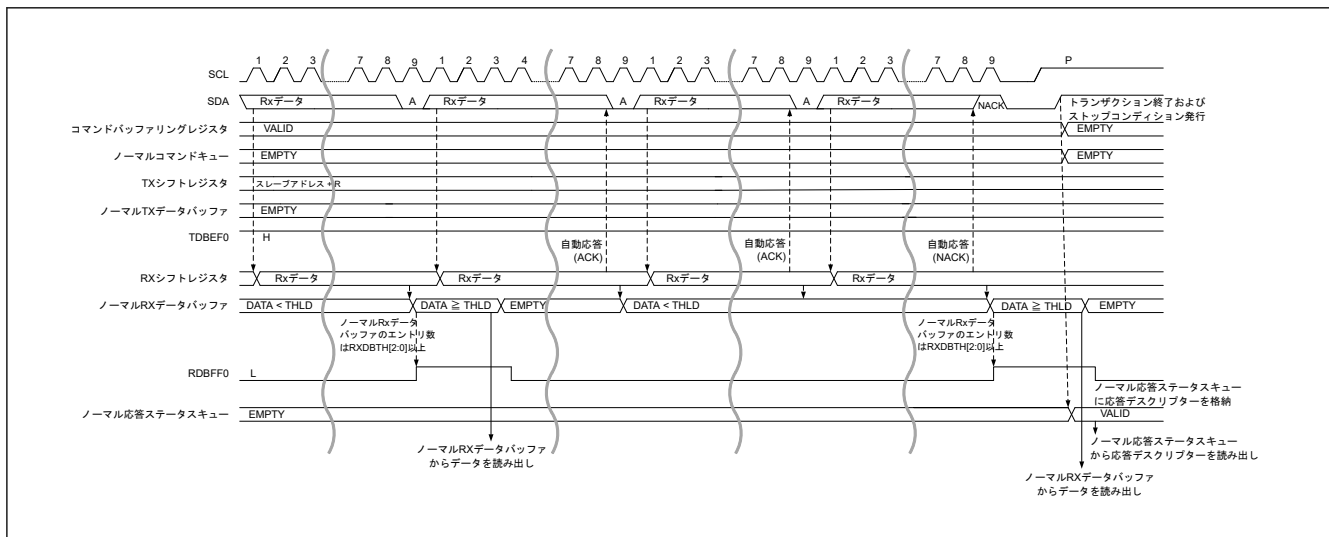 1 2 3 7 8 9 1 2 3 4 7 8 9 1 2 3 7 8 9 1 2 3 7 8 9 P
SCL
SDA Rxデータ A Rxデータ A Rxデータ A Rxデータ NACK
トランザクション終了および
ストップコンディション発行
コマンドバッファリングレジスタ VALID EMPTY
ノーマルコマンドキュー EMPTY EMPTY
TXシフトレジスタ スレーブアドレス + R
ノーマルTXデータバッファ EMPTY
TDBEF0 H
自動応答
(ACK)
自動応答
(ACK)
自動応答
(NACK)
RXシフトレジスタ Rxデータ Rxデータ Rxデータ Rxデータ
ノーマルRXデータバッファ DATA < THLD DATA ≧ THLD EMPTY DATA < THLD DATA ≧ THLD EMPTY
ノーマルRxデータ
バッファのエントリ数
はRXDBTH[2:0]以上
ノーマルRxデータ
バッファのエントリ数
はRXDBTH[2:0]以上
RDBFF0 L
ノーマル応答ステータスキュー
に応答デスクリプターを格納
ノーマル応答ステータスキュー EMPTY VALID
ノーマル応答ステータスキュー
から応答デスクリプターを読み出し
ノーマルRXデータバッファ
からデータを読み出し
ノーマルRXデータバッファ
からデータを読み出し